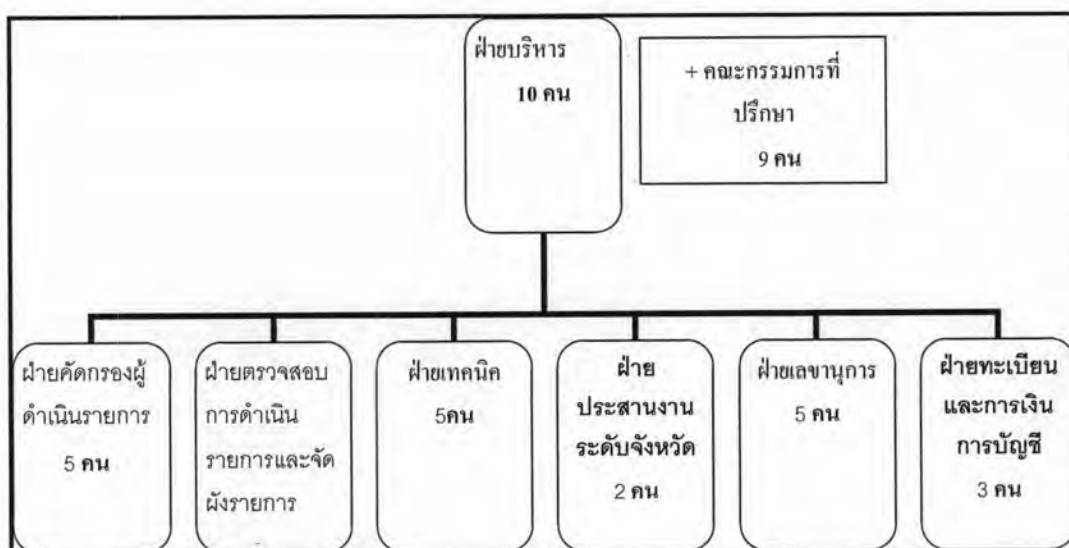 ฝ่ายบริหาร
10 คน
+ คณะกรรมการที่
ปรึกษา
9 คน
ฝ่ายคัดกรองผู้
ดำเนินรายการ
5 คน
ฝ่ายตรวจสอบ
การดำเนิน
รายการและจัด
ผังรายการ
ฝ่ายเทคนิค
5คน
ฝ่าย
ประสานงาน
ระดับจังหวัด
2 คน
ฝ่ายเลขานุการ
5 คน
ฝ่ายทะเบียน
และการเงิน
การบัญชี
3 คน